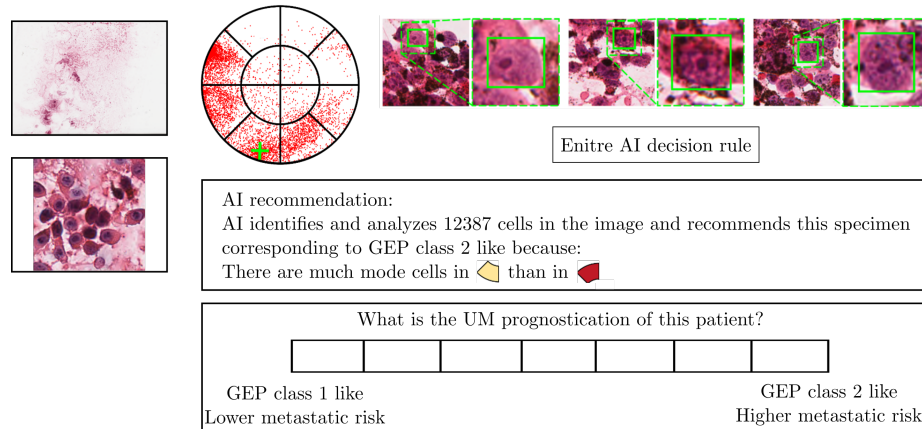 Enitre AI decision rule
AI recommendation:
AI identifies and analyzes 12387 cells in the image and recommends this specimen
corresponding to GEP class 2 like because:
There are much mode cells in than in
What is the UM prognostication of this patient?
GEP class 1 like
Lower metastatic risk
GEP class 2 like
Higher metastatic risk